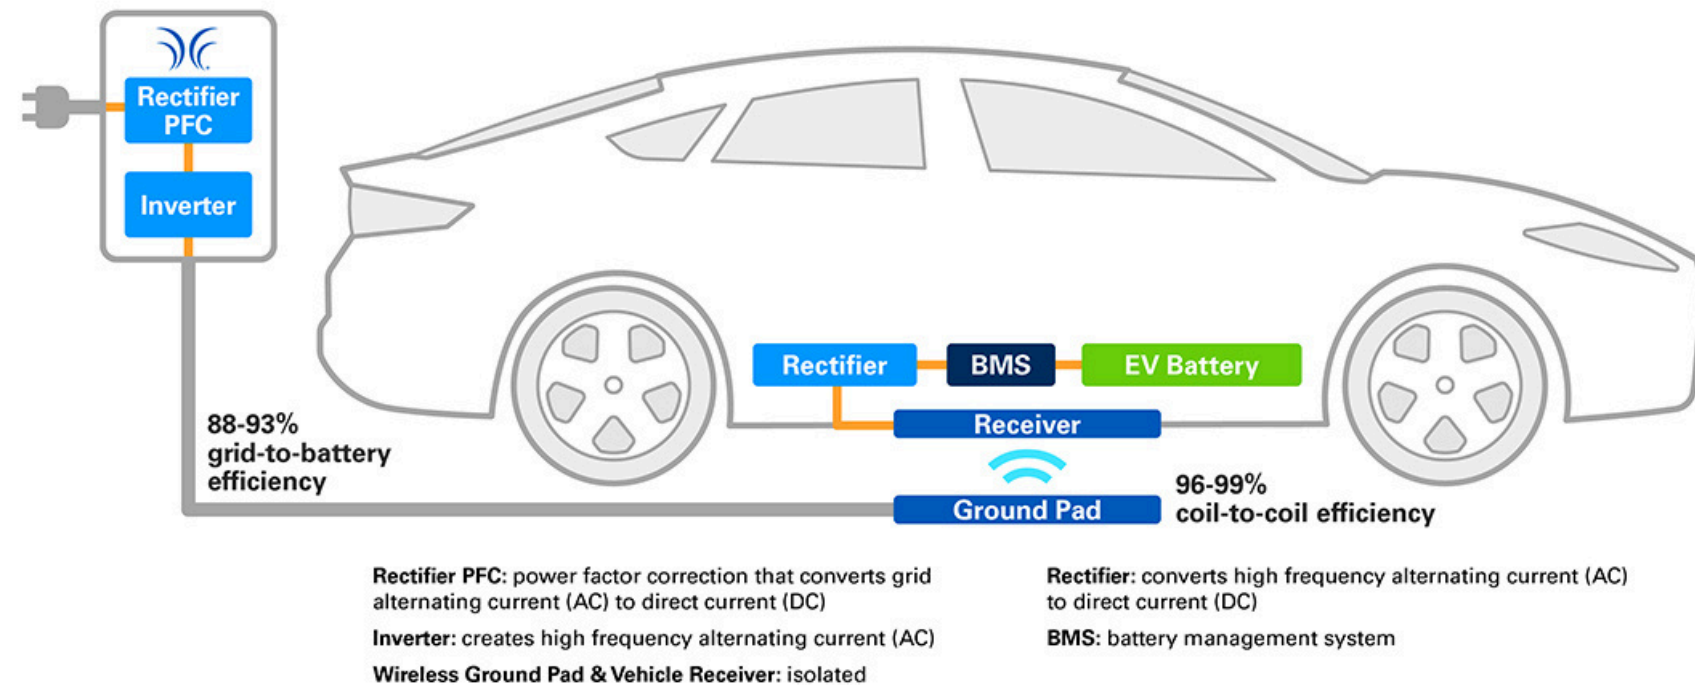 Rectifier
PFC
Inverter
Rectifier
BMS
EV Battery
Receiver
Ground Pad
88-93%
grid-to-battery
efficiency
96-99%
coil-to-coil efficiency
Rectifier PFC: power factor correction that converts grid
alternating current (AC) to direct current (DC)
Inverter: creates high frequency alternating current (AC)
Wireless Ground Pad & Vehicle Receiver: isolated
Rectifier: converts high frequency alternating current (AC)
to direct current (DC)
BMS: battery management system